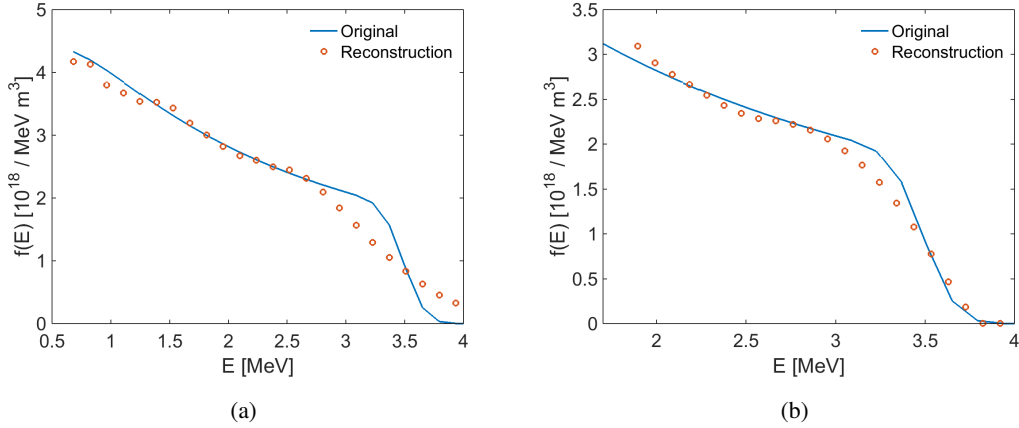 5
4
3
2
1
0
0.5
1
1.5
2
2.5
3
3.5
4
f(E) [10^18 / MeV m^3]
E [MeV]
Original
Reconstruction
(a)
3.5
3
2.5
2
1.5
1
0.5
0
2
2.5
3
3.5
4
f(E) [10^18 / MeV m^3]
E [MeV]
Original
Reconstruction
(b)